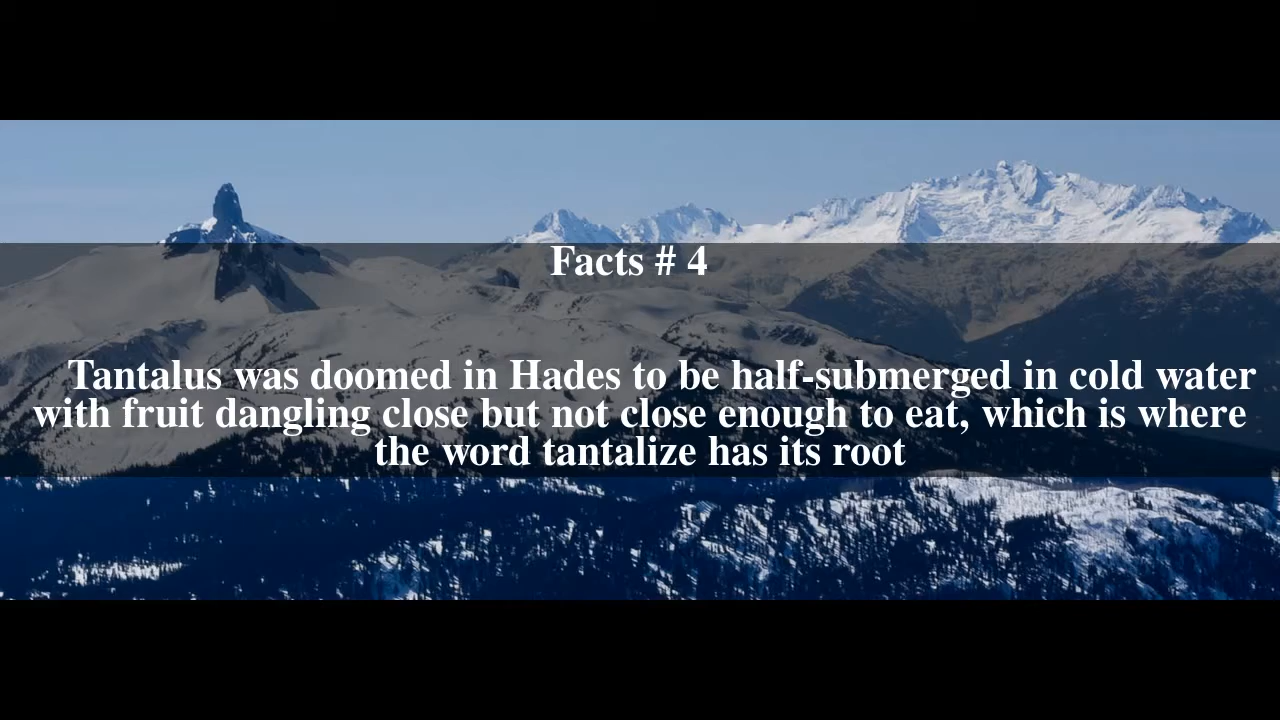 Facts # 4
Tantalus was doomed in Hades to be half-submerged in cold water
with fruit dangling close but not close enough to eat, which is where
the word tantalize has its root